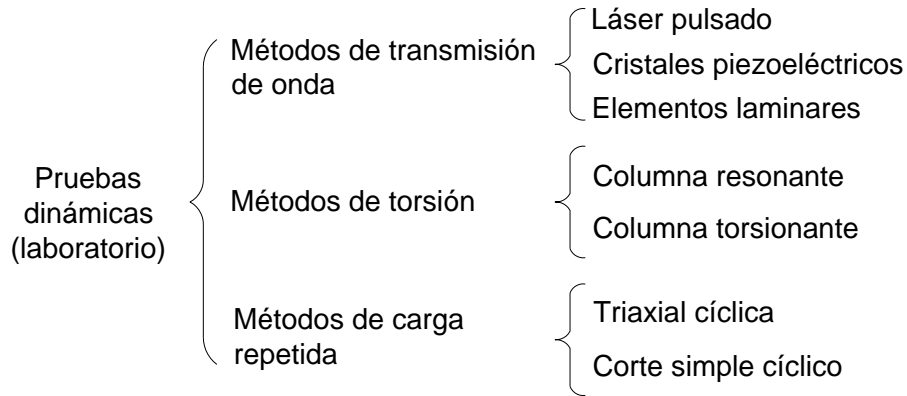 Pruebas
dinámicas
(laboratorio)
Métodos de transmisión
de onda
Láser pulsado
Cristales piezoeléctricos
Elementos laminares
Métodos de torsión
Columna resonante
Columna torsionante
Métodos de carga
repetida
Triaxial cíclica
Corte simple cíclico